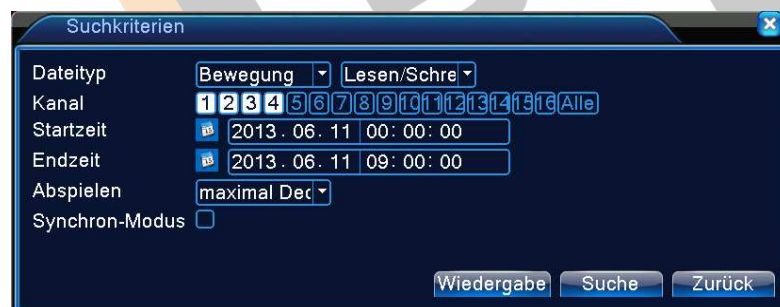 Suchkriterien
Dateityp Bewegung Lesen/Schre
Kanal 1 2 3 4 5 6 7 8 9 10 11 12 13 14 15 16 Alle
Startzeit 2013. 06. 11 00: 00: 00
Endzeit 2013. 06. 11 09: 00: 00
Abspielen maximal Dec
Synchron-Modus
Wiedergabe Suche Zurück